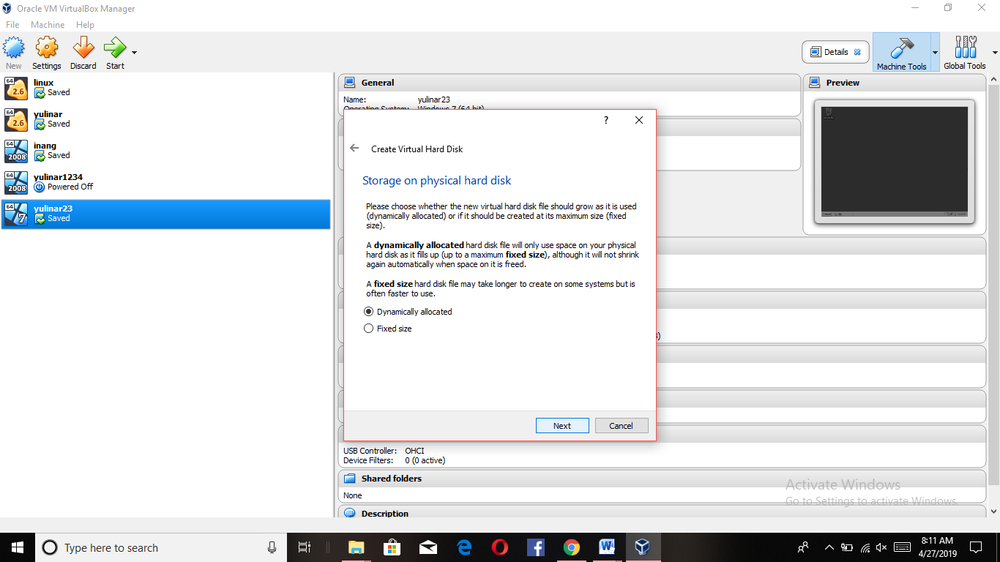 Oracle VM VirtualBox Manager
File Machine Help
New Settings Discard Start
Details
Machine Tools
Global Tools
64
2.6
linux
Saved
64
2.6
yulinar
Saved
64
2008
inang
Saved
64
2008
yulinar1234
Powered Off
64
7
yulinar23
Saved
General
Name: yulinar23
Operating System: Windows 7 (64-bit)
Preview
?
Create Virtual Hard Disk
Storage on physical hard disk
Please choose whether the new virtual hard disk file should grow as it is used
(dynamically allocated) or if it should be created at its maximum size (fixed
size).
A dynamically allocated hard disk file will only use space on your physical
hard disk as it fills up (up to a maximum fixed size), although it will not shrink
again automatically when space on it is freed.
A fixed size hard disk file may take longer to create on some systems but is
often faster to use.
Dynamically allocated
Fixed size
Next Cancel
USB Controller: OHCI
Device Filters: 0 (0 active)
Shared folders
None
Description
Activate Windows
Go to Settings to activate Windows.
Type here to search
8:11 AM
4/27/2019